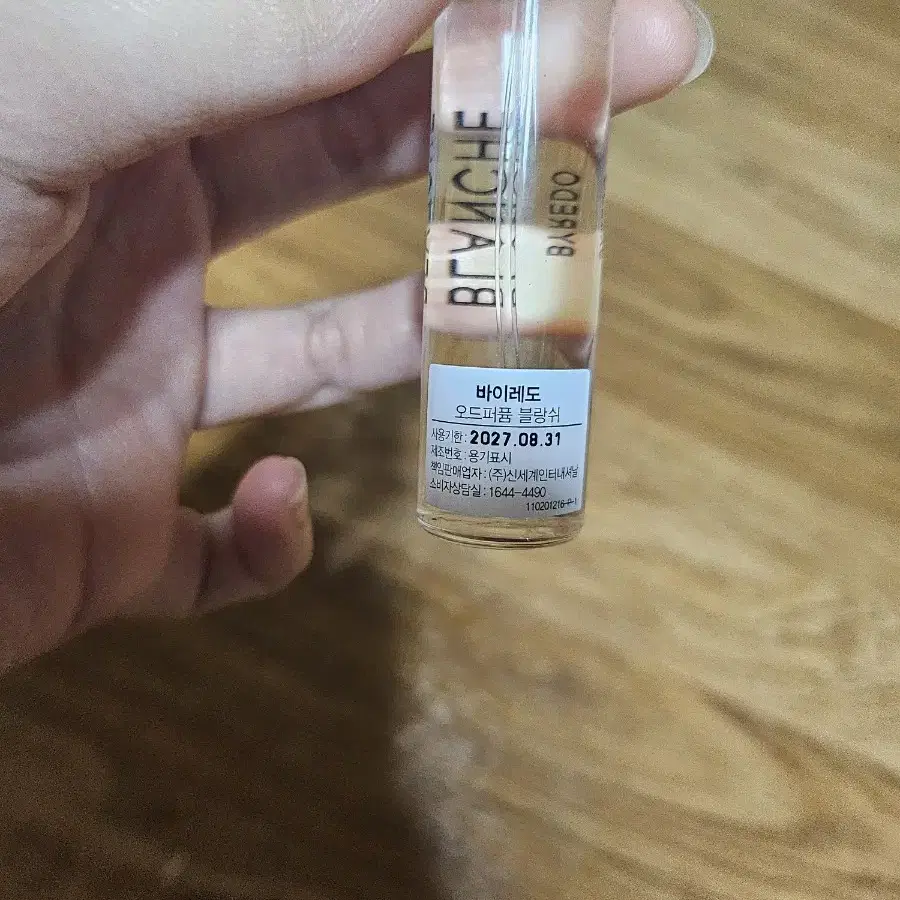 BLANCHE
BYREDO
바이레도
오드퍼퓸 블랑쉬
사용기한 : 2027.08.31
제조번호 : 용기표시
책임판매업자 : (주)신세계인터내셔날
소비자상담실 : 1644-4490
110201216-P-1